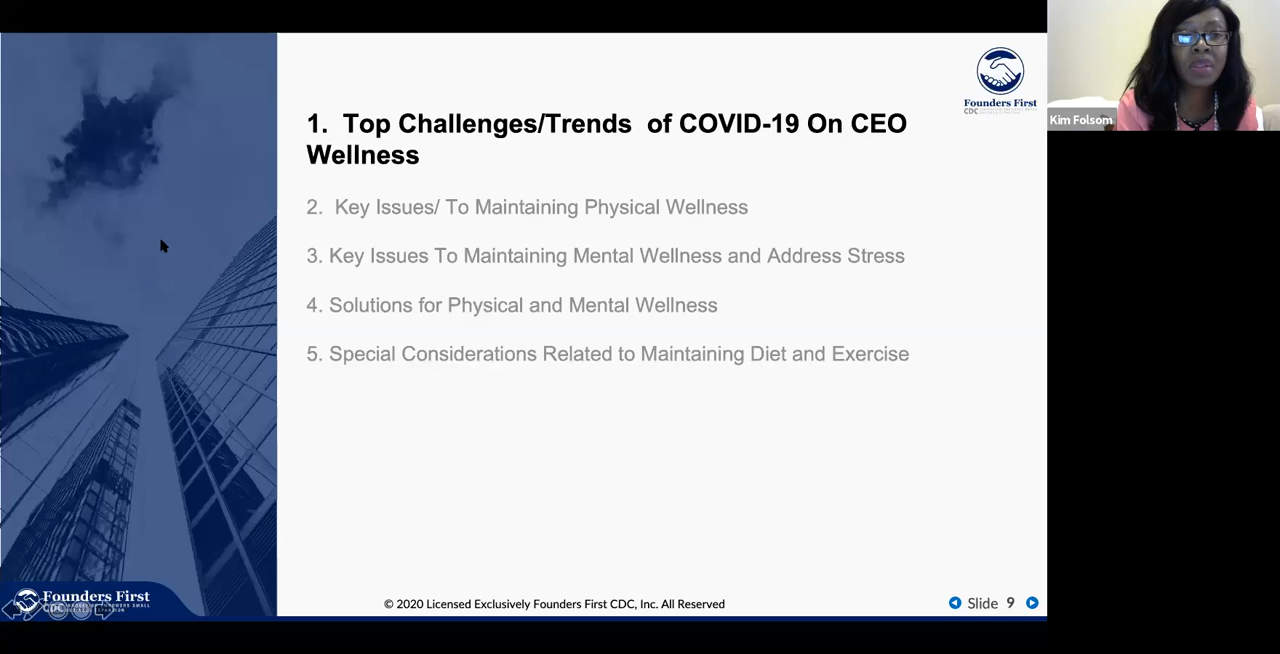 1.  Top Challenges/Trends  of COVID-19 On CEO
Wellness
2.  Key Issues/ To Maintaining Physical Wellness
3. Key Issues To Maintaining Mental Wellness and Address Stress
4. Solutions for Physical and Mental Wellness
5. Special Considerations Related to Maintaining Diet and Exercise
Founders First
CDC
Kim Folsom
Founders First
CDC
© 2020 Licensed Exclusively Founders First CDC, Inc. All Reserved
Slide 9